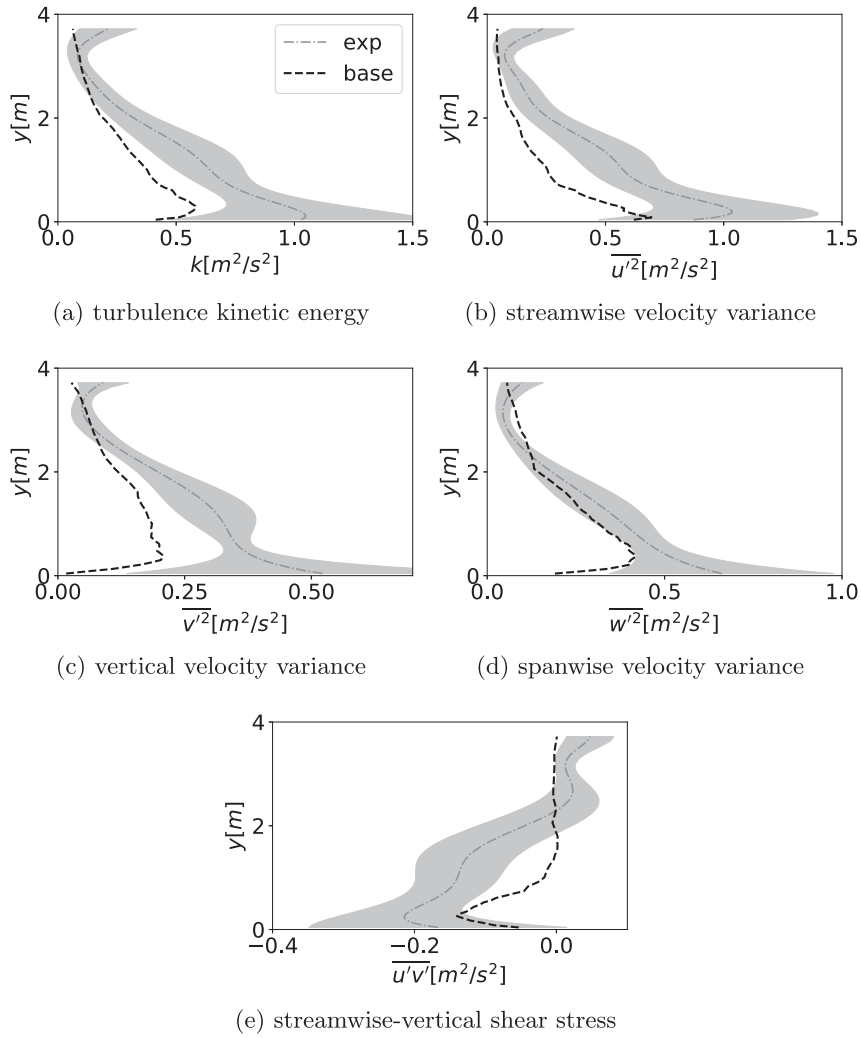 4
2
0
y[m]
0.0 0.5 1.0 1.5
k[m²/s²]
exp
base
(a) turbulence kinetic energy
4
2
0
y[m]
0.0 0.5 1.0 1.5
u′²[m²/s²]
(b) streamwise velocity variance
4
2
0
y[m]
0.00 0.25 0.50
v′²[m²/s²]
(c) vertical velocity variance
4
2
0
y[m]
0.0 0.5 1.0
w′²[m²/s²]
(d) spanwise velocity variance
4
2
0
y[m]
−0.4 −0.2 0.0
u′v′[m²/s²]
(e) streamwise-vertical shear stress